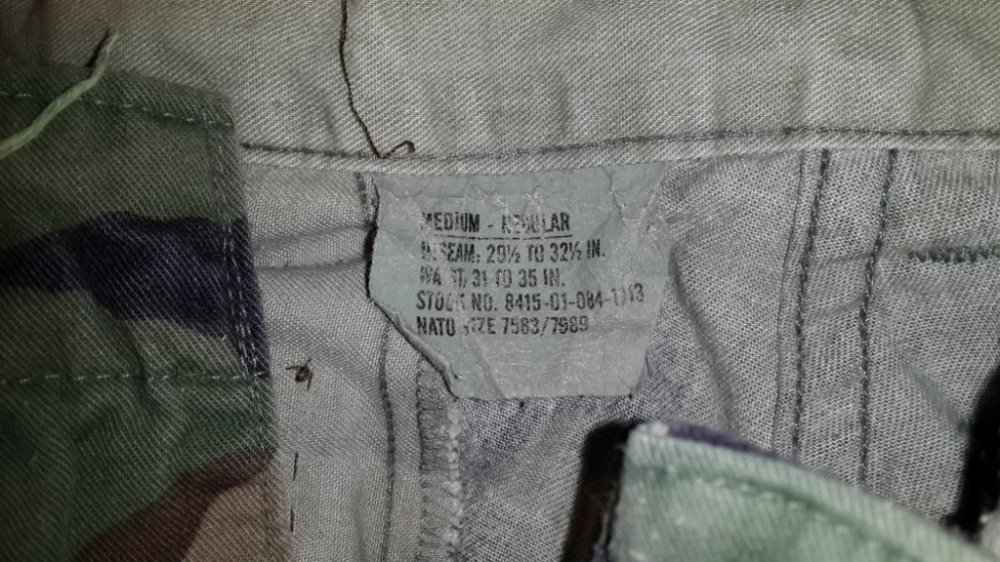 MEDIUM - REGULAR
INSEAM: 29½ TO 32½ IN.
WAIST: 31 TO 35 IN.
STOCK NO. 8415-01-084-1713
NATO SIZE 7583/7989